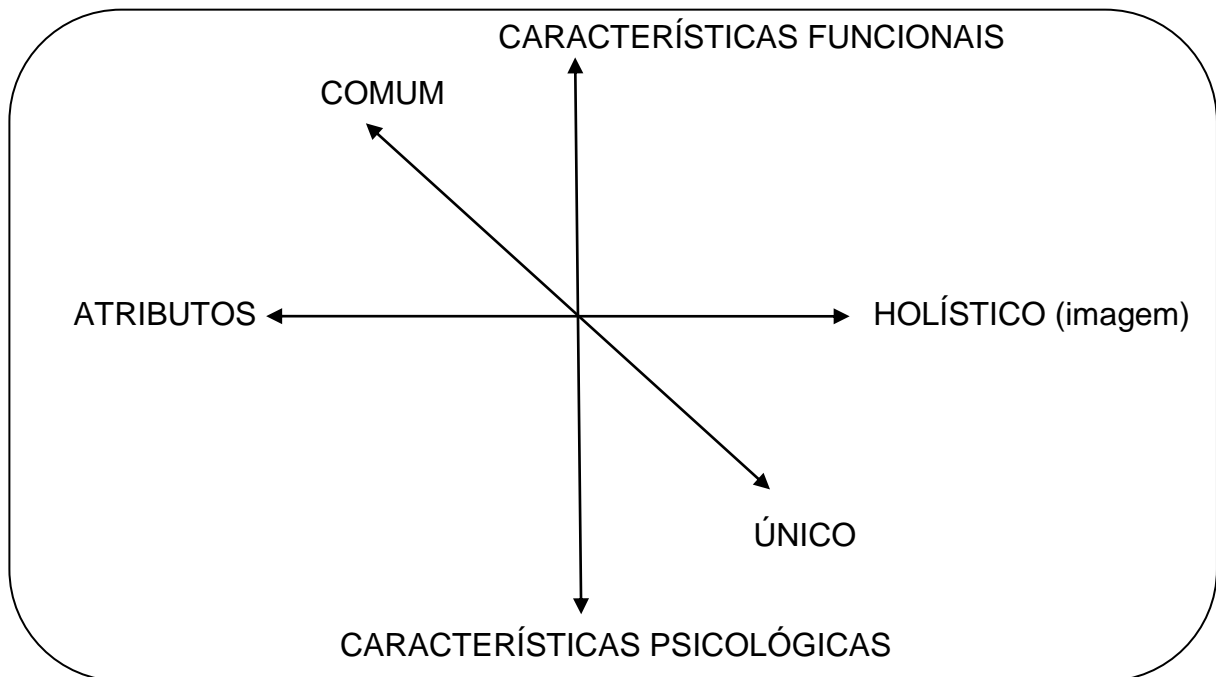 CARACTERÍSTICAS FUNCIONAIS
COMUM
ATRIBUTOS
HOLÍSTICO (imagem)
ÚNICO
CARACTERÍSTICAS PSICOLÓGICAS